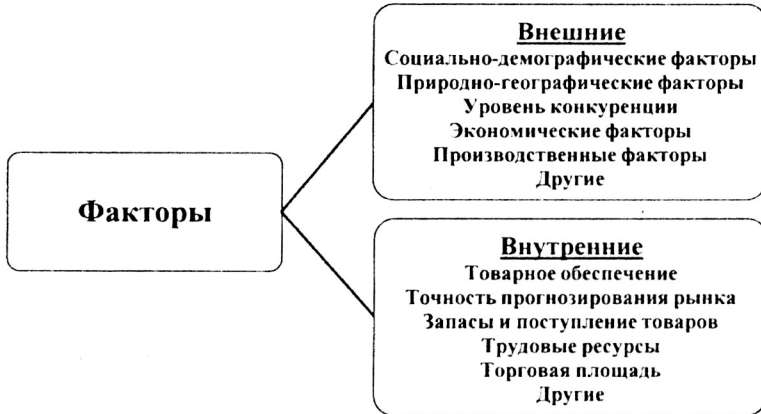 Факторы
Внешние
Социально-демографические факторы
Природно-географические факторы
Уровень конкуренции
Экономические факторы
Производственные факторы
Другие
Внутренние
Товарное обеспечение
Точность прогнозирования рынка
Запасы и поступление товаров
Трудовые ресурсы
Торговая площадь
Другие